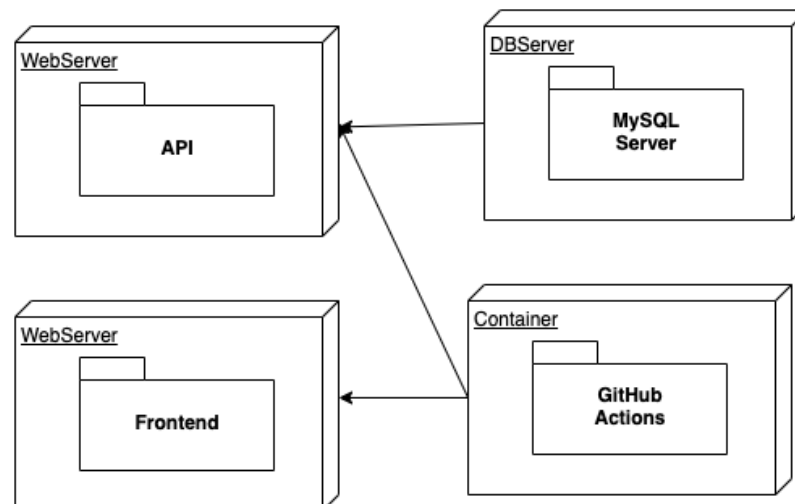 WebServer
API
DBServer
MySQL
Server
WebServer
Frontend
Container
GitHub
Actions